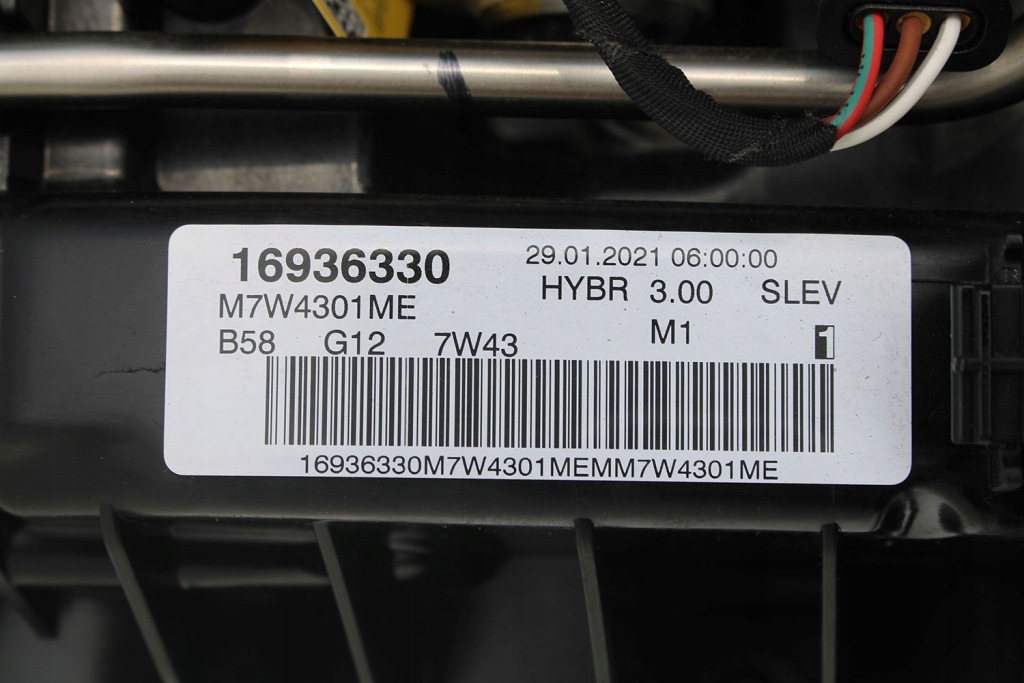 16936330 29.01.2021 06:00:00
M7W4301ME HYBR 3.00 SLEV
B58 G12 7W43 M1 1
16936330M7W4301MEMM7W4301ME